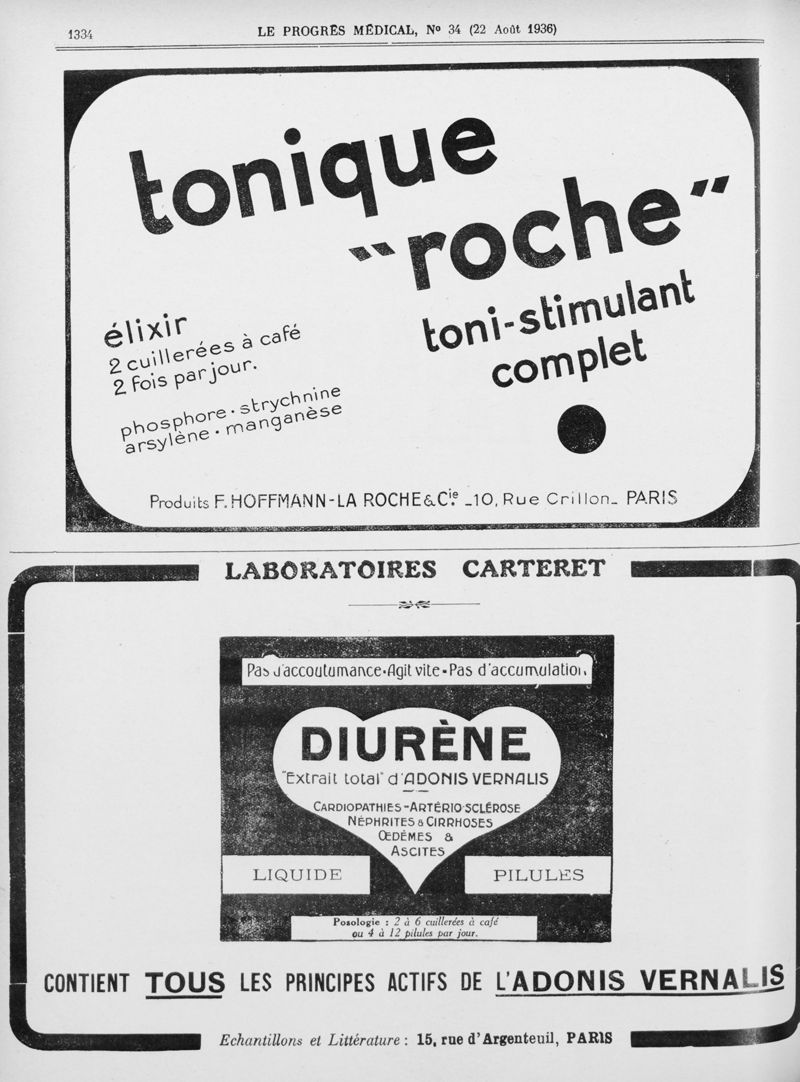 1334
LE PROGRÈS MÉDICAL, Nº 34 (22 Août 1936)
tonique
"roche"
toni-stimulant
complet
élixir
2 cuillerées à café
2 fois par jour.
phosphore · strychnine
arsylène · manganèse
Produits F. HOFFMANN-LA ROCHE & Cie. _10, Rue Crillon_ PARIS
LABORATOIRES CARTERET
Pas d'accoutumance · Agit vite · Pas d'accumulation
DIURÈNE
"Extrait total" d'ADONIS VERNALIS
CARDIOPATHIES-ARTÉRIO-SCLÉROSE
NÉPHRITES & CIRRHOSES
ŒDÈMES &
ASCITES
LIQUIDE
PILULES
Posologie : 2 à 6 cuillerées à café
ou 4 à 12 pilules par jour.
CONTIENT TOUS LES PRINCIPES ACTIFS DE L'ADONIS VERNALIS
Echantillons et Littérature : 15, rue d'Argenteuil, PARIS